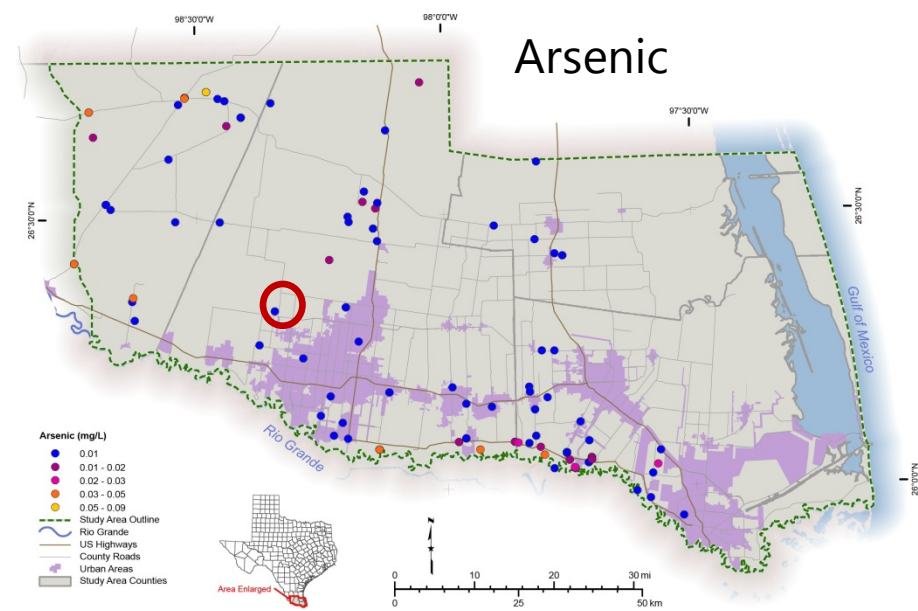 98°30'0"W
98°0'0"W
Arsenic
97°30'0"W
26°30'0"N
26°30'0"N
Gulf of Mexico
Rio Grande
26°0'0"N
Arsenic (mg/L)
0.01
0.01 - 0.02
0.02 - 0.03
0.03 - 0.05
0.05 - 0.09
Study Area Outline
Rio Grande
US Highways
County Roads
Urban Areas
Study Area Counties
Area Enlarged
N
0 10 20 30 mi
0 25 50 km